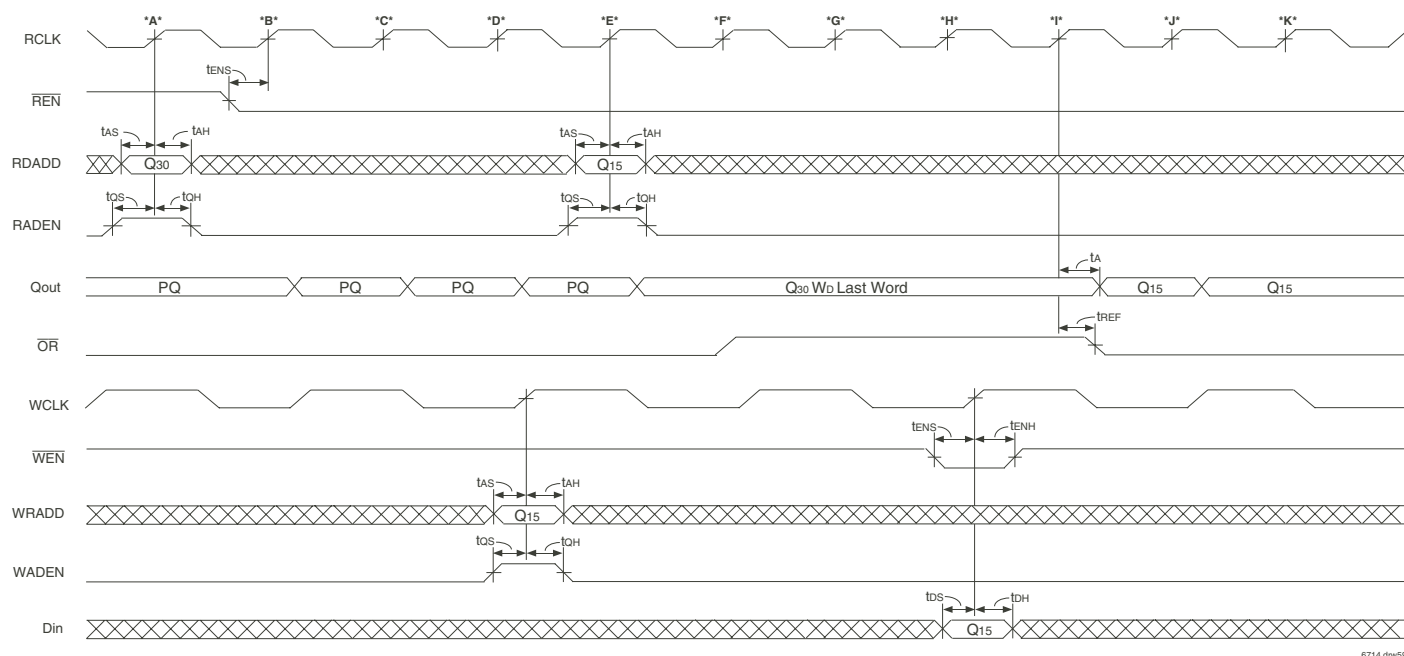 *A* *B* *C* *D* *E* *F* *G* *H* *I* *J* *K*
RCLK
tENS
REN
tAS tAH tAS tAH
RDADD Q30 Q15
tQS tQH tQS tQH
RADEN
tA
Qout PQ PQ PQ PQ Q30 WD Last Word Q15 Q15
tREF
OR
WCLK
tENS tENH
WEN
tAS tAH
WRADD Q15
tQS tQH
WADEN
tDS tDH
Din Q15